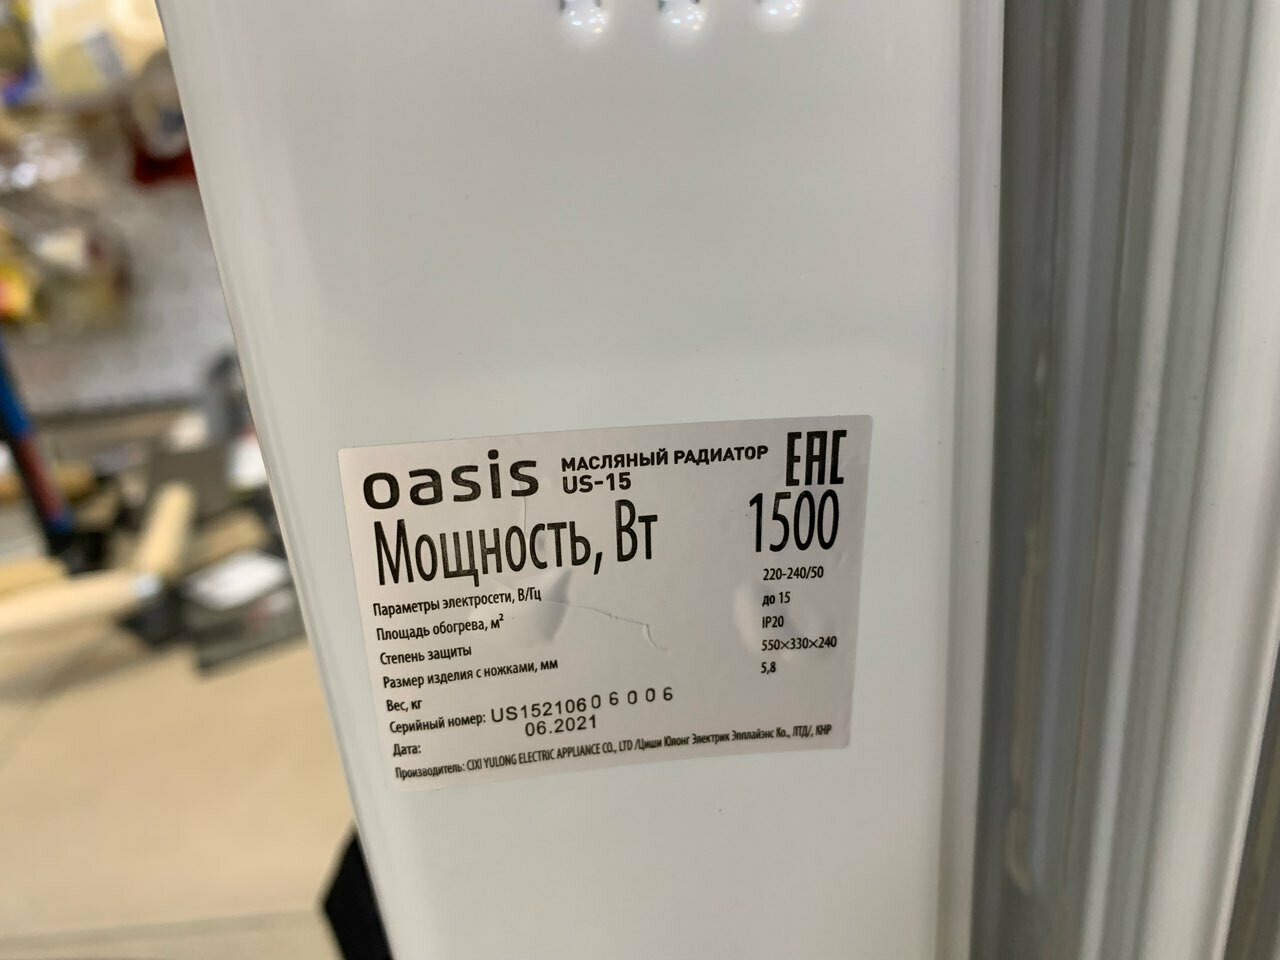 oasis МАСЛЯНЫЙ РАДИАТОР EAC
US-15
Мощность, Вт 1500
Параметры электросети, В/Гц 220-240/50
Площадь обогрева, м² до 15
Степень защиты IP20
Размер изделия с ножками, мм 550×330×240
Вес, кг 5,8
Серийный номер: US15210606006
Дата: 06.2021
Производитель: CIXI YULONG ELECTRIC APPLIANCE CO., LTD /Циши Юлонг Электрик Эпплайэнс Ко., ЛТД/, КНР